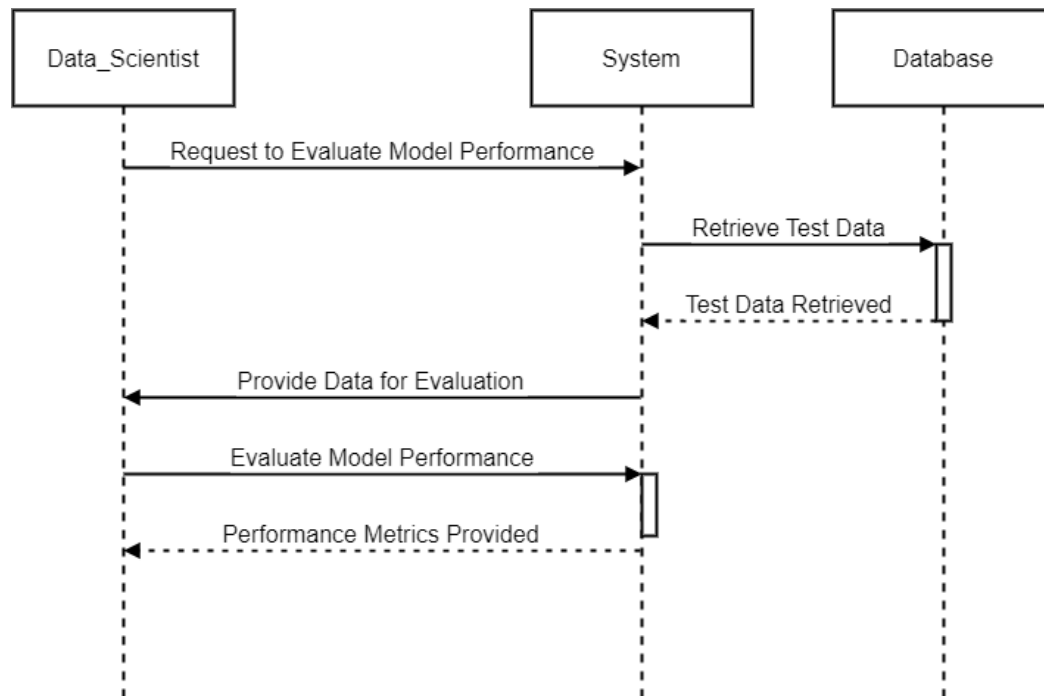 Data_Scientist
System
Database
Request to Evaluate Model Performance
Retrieve Test Data
Test Data Retrieved
Provide Data for Evaluation
Evaluate Model Performance
Performance Metrics Provided